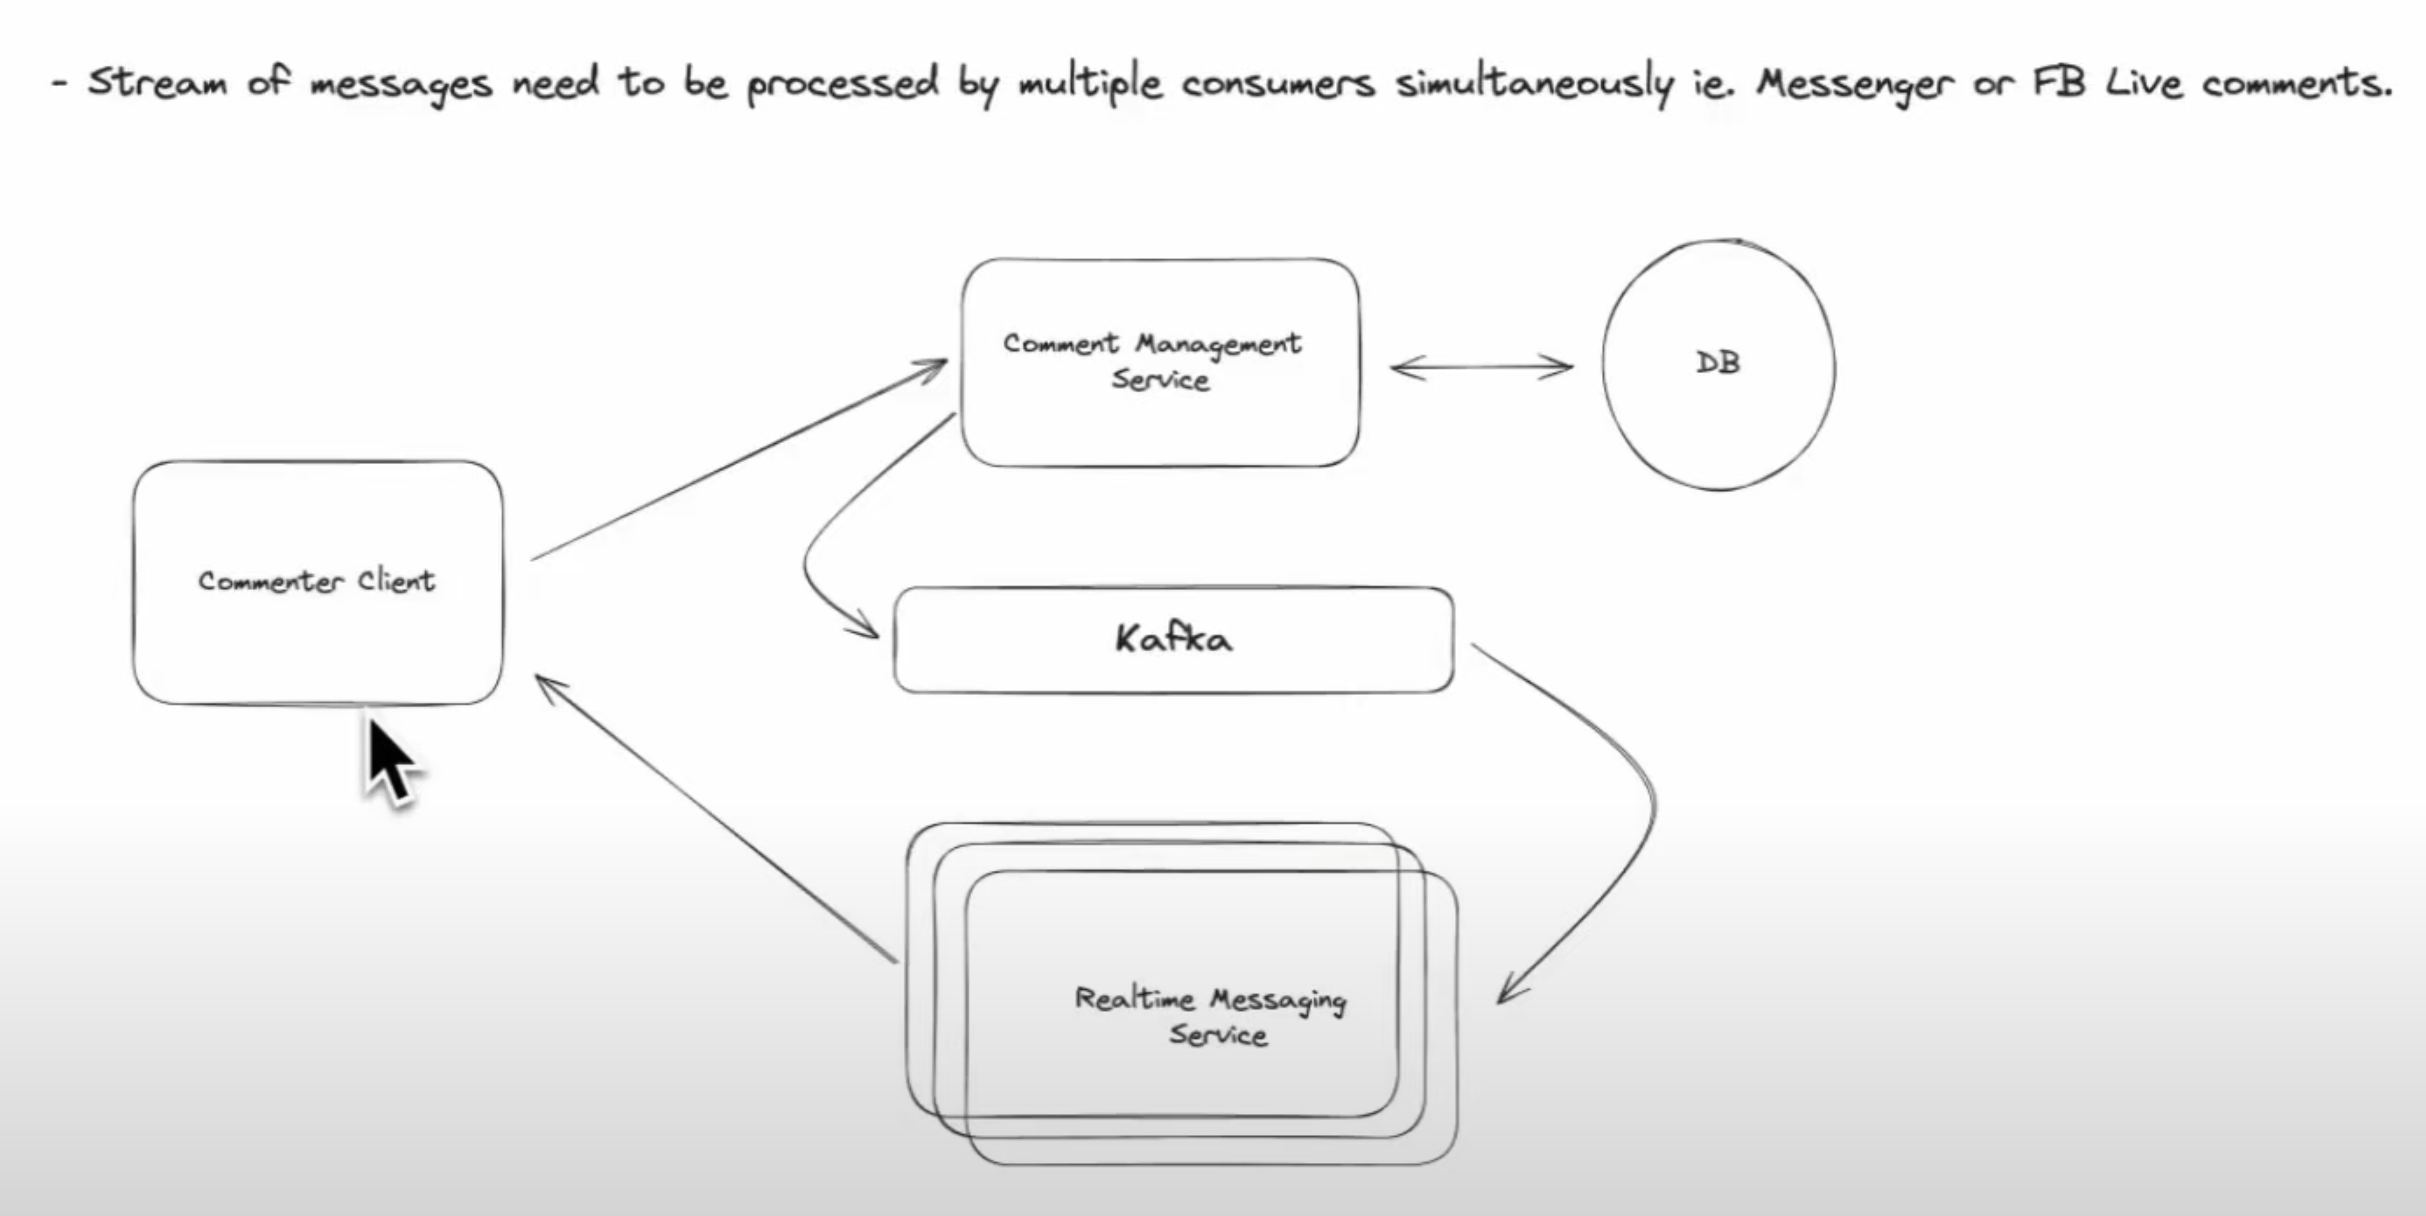 - Stream of messages need to be processed by multiple consumers simultaneously ie. Messenger or FB Live comments.
Comment Management
Service
DB
Commenter Client
Kafka
Realtime Messaging
Service